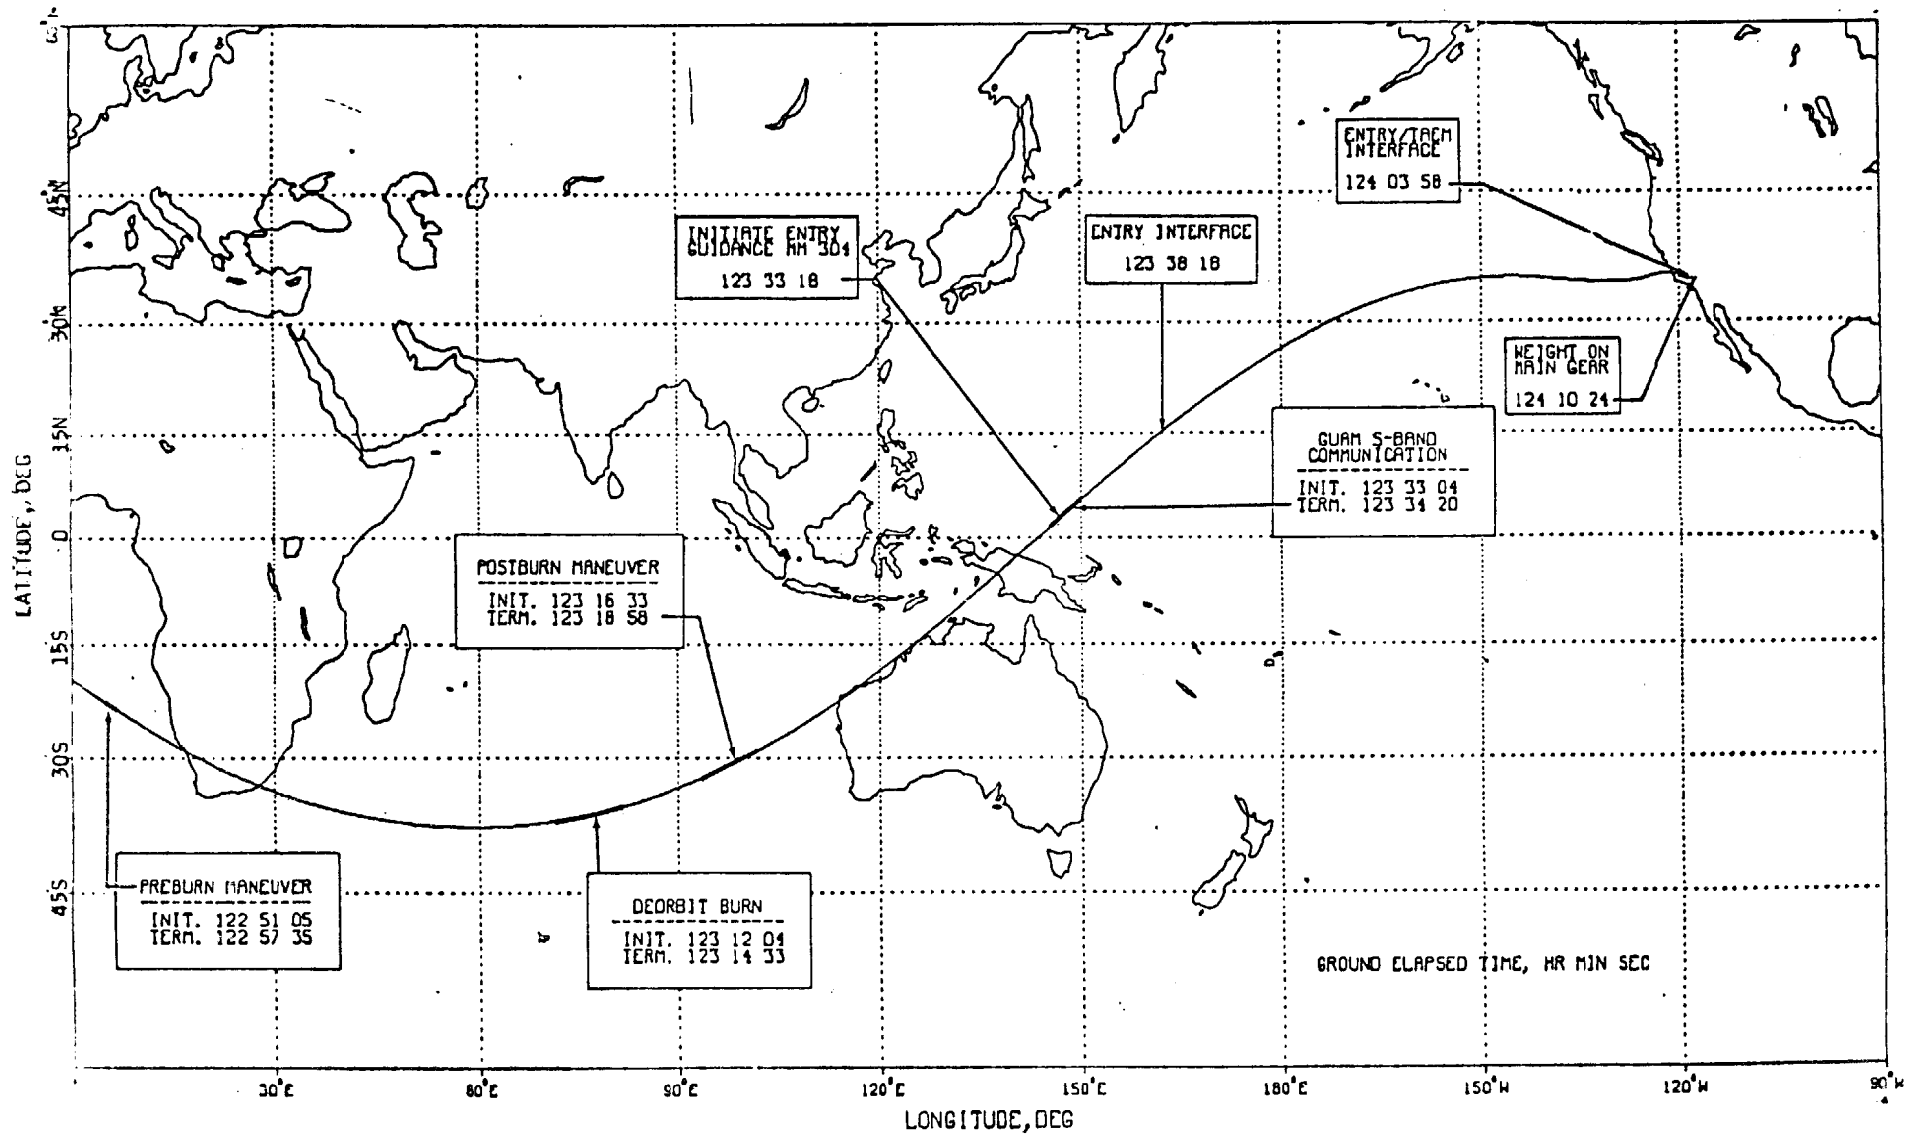 ENTRY/TAEM
INTERFACE
124 03 58
INITIATE ENTRY
GUIDANCE MM 304
123 33 18
ENTRY INTERFACE
123 38 18
WEIGHT ON
MAIN GEAR
124 10 24
GUAM S-BAND
COMMUNICATION
INIT. 123 33 04
TERM. 123 34 20
POSTBURN MANEUVER
INIT. 123 16 33
TERM. 123 18 58
PREBURN MANEUVER
INIT. 122 51 05
TERM. 122 57 35
DEORBIT BURN
INIT. 123 12 04
TERM. 123 14 33
GROUND ELAPSED TIME, HR MIN SEC
LATITUDE, DEG
45°N
30N
15N
0
15S
30S
45S
30°E
60°E
90°E
120°E
150°E
180°E
150°W
120°W
90°W
LONGITUDE, DEG